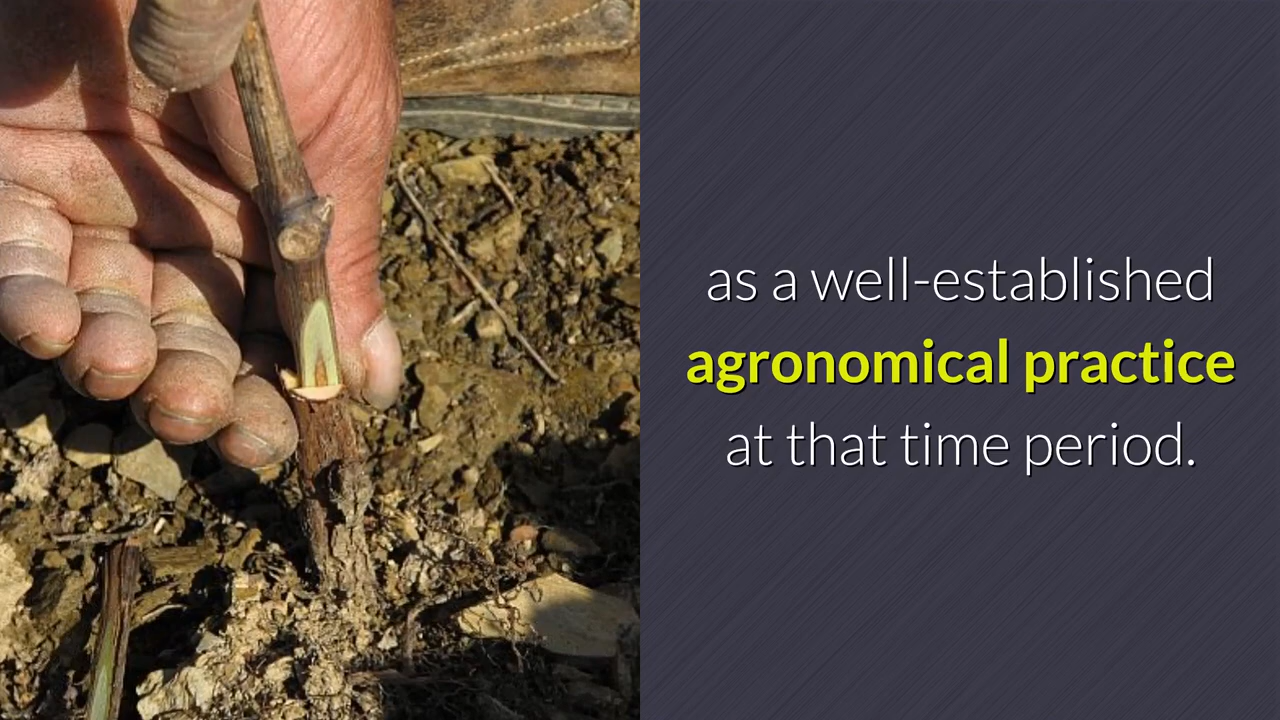 as a well-established
agronomical practice
at that time period.